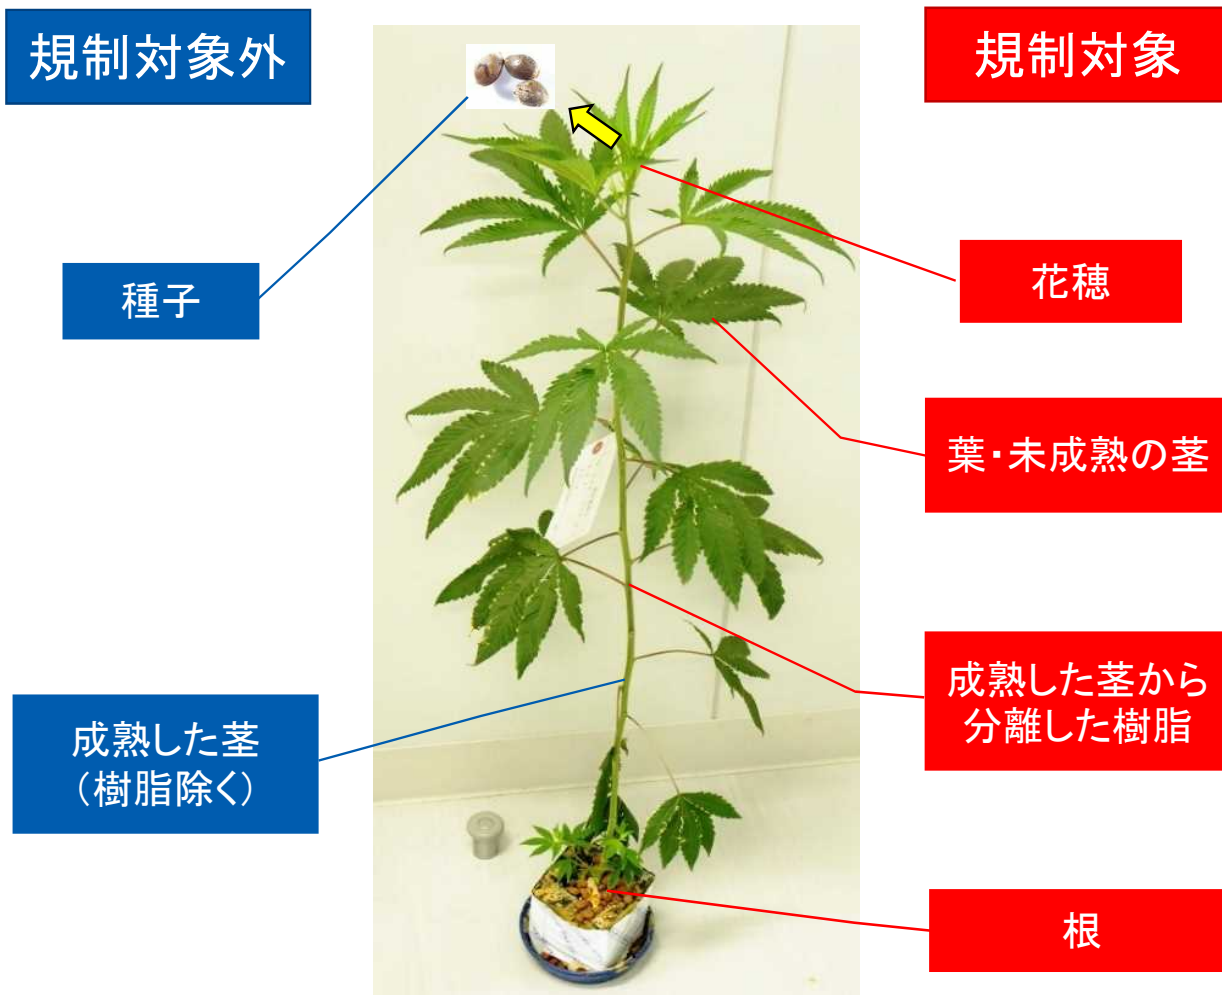 規制対象外
規制対象
種子
花穂
葉・未成熟の茎
成熟した茎から
分離した樹脂
成熟した茎
（樹脂除く）
根